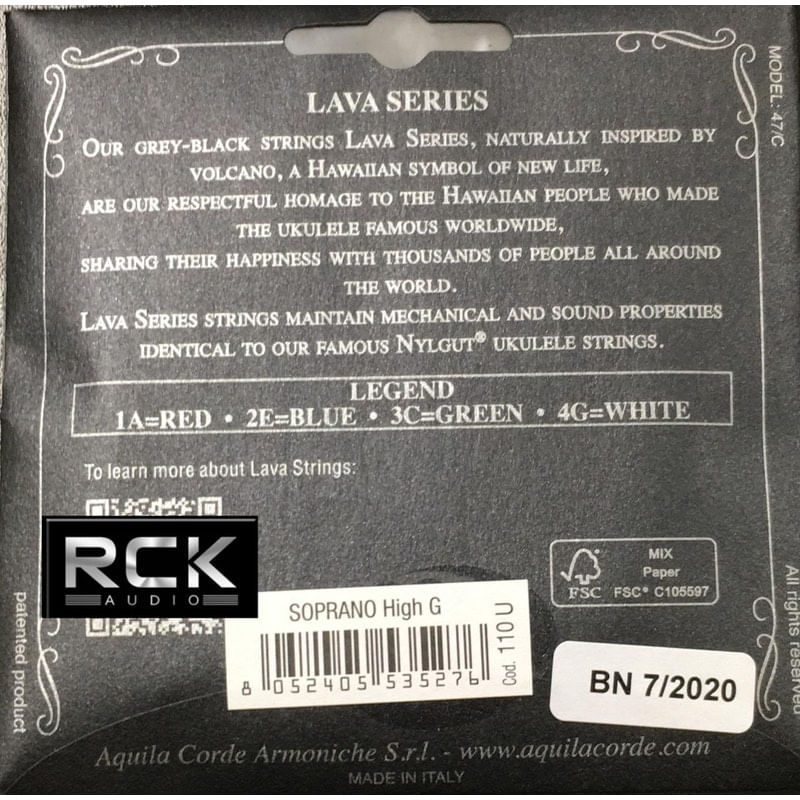 LAVA SERIES
OUR GREY-BLACK STRINGS LAVA SERIES, NATURALLY INSPIRED BY
VOLCANO, A HAWAIIAN SYMBOL OF NEW LIFE,
ARE OUR RESPECTFUL HOMAGE TO THE HAWAIIAN PEOPLE WHO MADE
THE UKULELE FAMOUS WORLDWIDE,
SHARING THEIR HAPPINESS WITH THOUSANDS OF PEOPLE ALL AROUND
THE WORLD.
LAVA SERIES STRINGS MAINTAIN MECHANICAL AND SOUND PROPERTIES
IDENTICAL TO OUR FAMOUS NYLGUT® UKULELE STRINGS.
LEGEND
1A=RED • 2E=BLUE • 3C=GREEN • 4G=WHITE
To learn more about Lava Strings:
RCK
AUDIO
FSC
MIX
Paper
FSC® C105597
SOPRANO High G
8 052405 535276
Cod. 110 U
BN 7/2020
Aquila Corde Armoniche S.r.l. - www.aquilacorde.com
MADE IN ITALY
MODEL: 47/C
patented product
All rights reserved